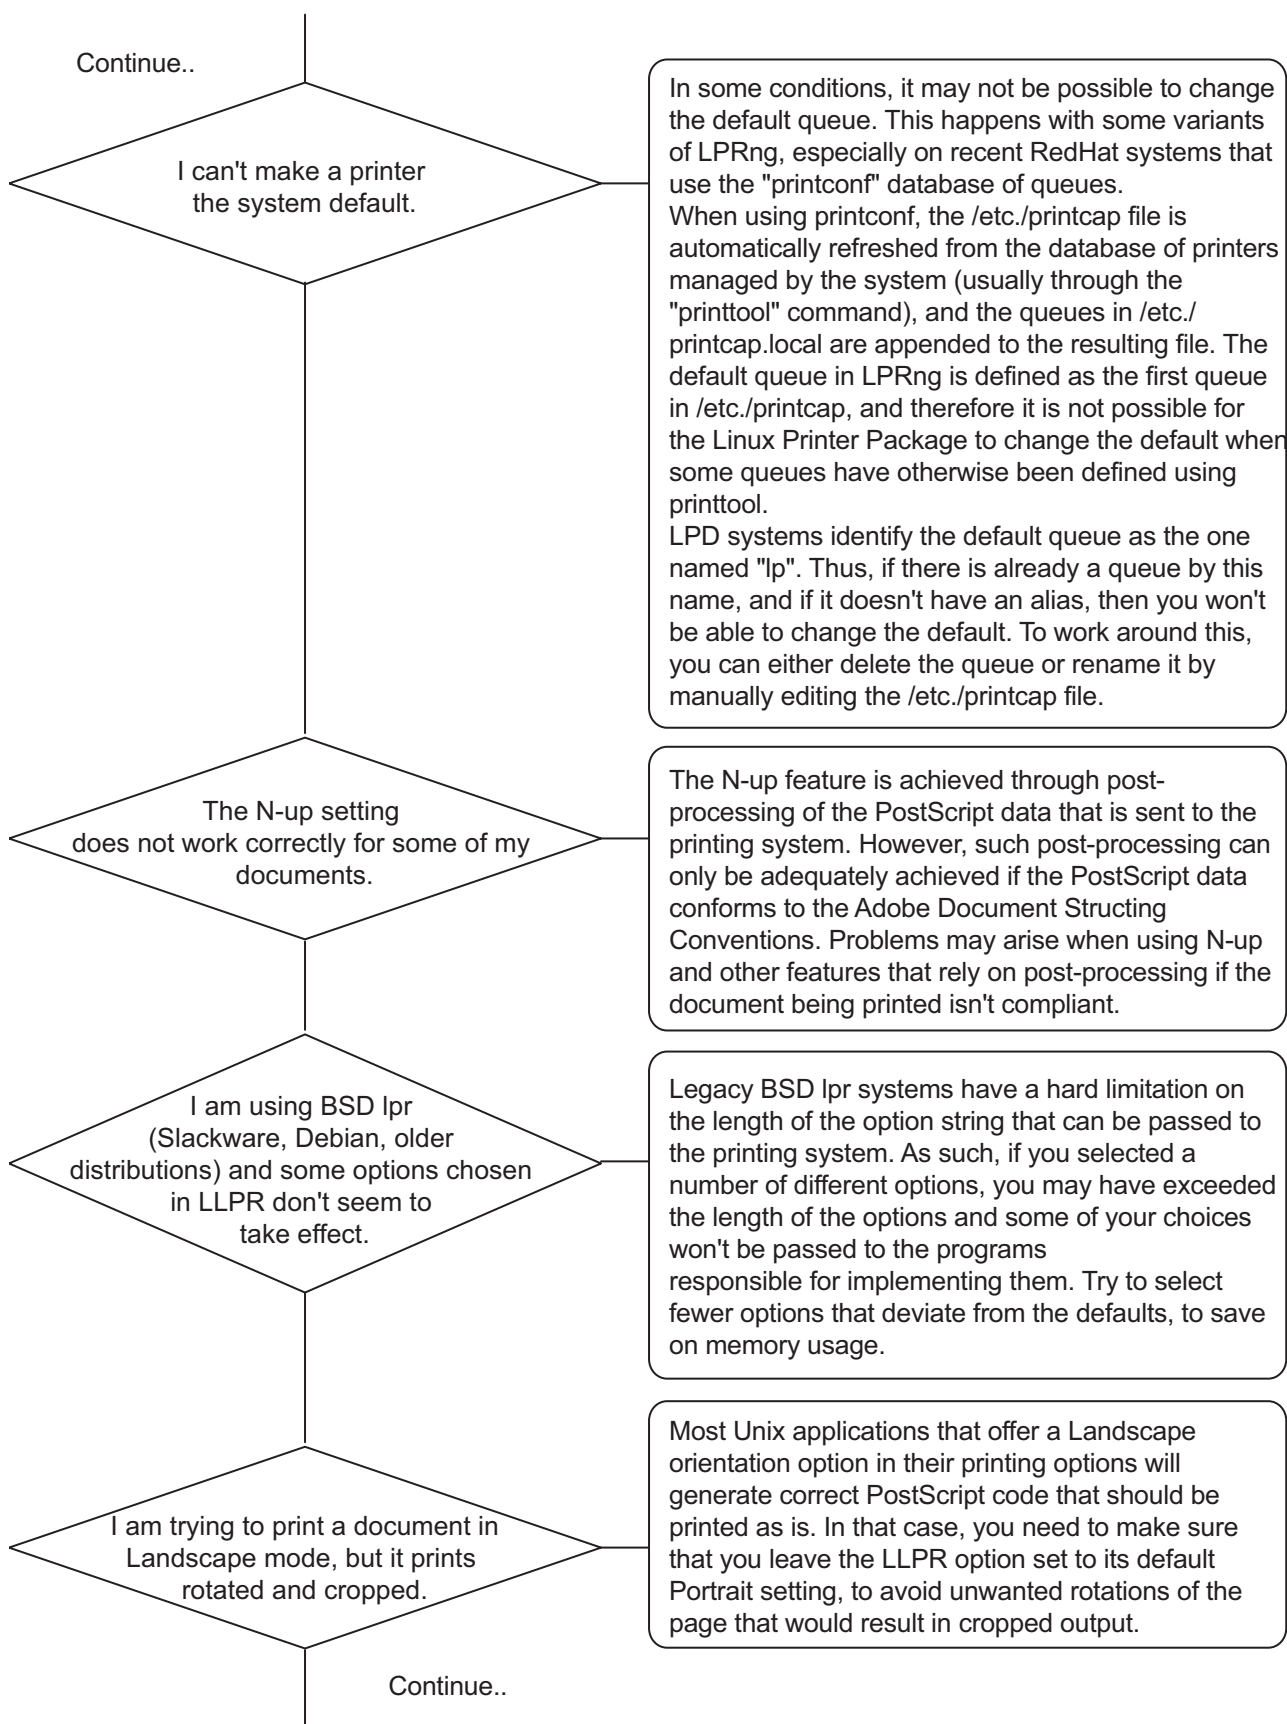 Continue..
I can't make a printer
the system default.
In some conditions, it may not be possible to change
the default queue. This happens with some variants
of LPRng, especially on recent RedHat systems that
use the "printconf" database of queues.
When using printconf, the /etc./printcap file is
automatically refreshed from the database of printers
managed by the system (usually through the
"printtool" command), and the queues in /etc./
printcap.local are appended to the resulting file. The
default queue in LPRng is defined as the first queue
in /etc./printcap, and therefore it is not possible for
the Linux Printer Package to change the default when
some queues have otherwise been defined using
printtool.
LPD systems identify the default queue as the one
named "lp". Thus, if there is already a queue by this
name, and if it doesn't have an alias, then you won't
be able to change the default. To work around this,
you can either delete the queue or rename it by
manually editing the /etc./printcap file.
The N-up setting
does not work correctly for some of my
documents.
The N-up feature is achieved through post-
processing of the PostScript data that is sent to the
printing system. However, such post-processing can
only be adequately achieved if the PostScript data
conforms to the Adobe Document Structing
Conventions. Problems may arise when using N-up
and other features that rely on post-processing if the
document being printed isn't compliant.
I am using BSD lpr
(Slackware, Debian, older
distributions) and some options chosen
in LLPR don't seem to
take effect.
Legacy BSD lpr systems have a hard limitation on
the length of the option string that can be passed to
the printing system. As such, if you selected a
number of different options, you may have exceeded
the length of the options and some of your choices
won't be passed to the programs
responsible for implementing them. Try to select
fewer options that deviate from the defaults, to save
on memory usage.
I am trying to print a document in
Landscape mode, but it prints
rotated and cropped.
Most Unix applications that offer a Landscape
orientation option in their printing options will
generate correct PostScript code that should be
printed as is. In that case, you need to make sure
that you leave the LLPR option set to its default
Portrait setting, to avoid unwanted rotations of the
page that would result in cropped output.
Continue..